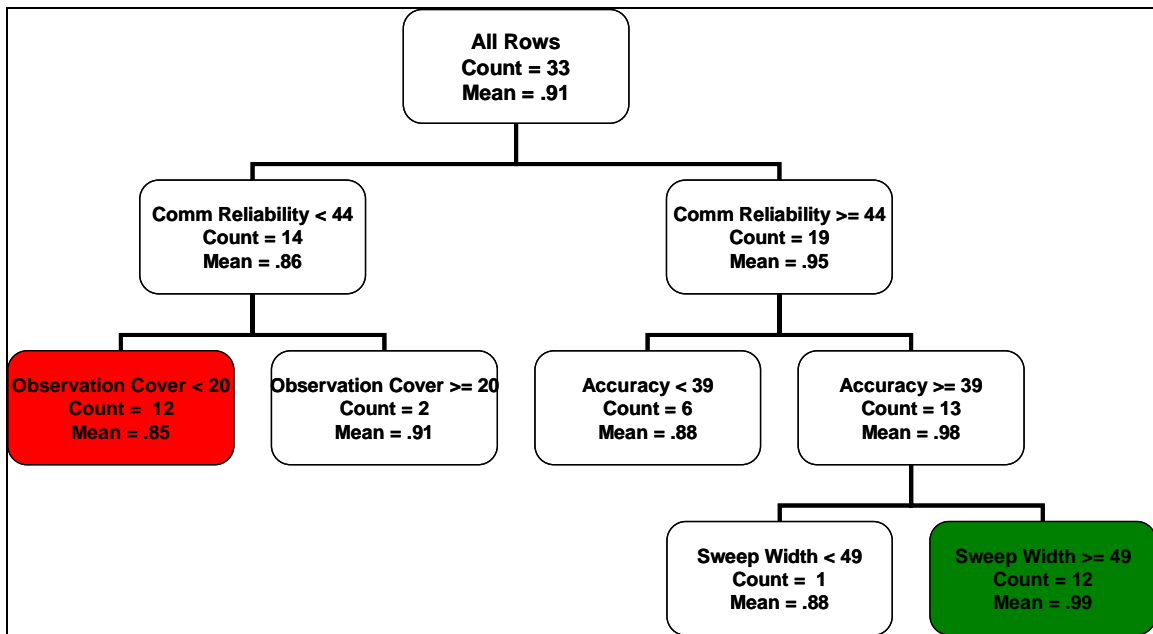 All Rows
Count = 33
Mean = .91
Comm Reliability < 44
Count = 14
Mean = .86
Comm Reliability >= 44
Count = 19
Mean = .95
Observation Cover < 20
Count = 12
Mean = .85
Observation Cover >= 20
Count = 2
Mean = .91
Accuracy < 39
Count = 6
Mean = .88
Accuracy >= 39
Count = 13
Mean = .98
Sweep Width < 49
Count = 1
Mean = .88
Sweep Width >= 49
Count = 12
Mean = .99